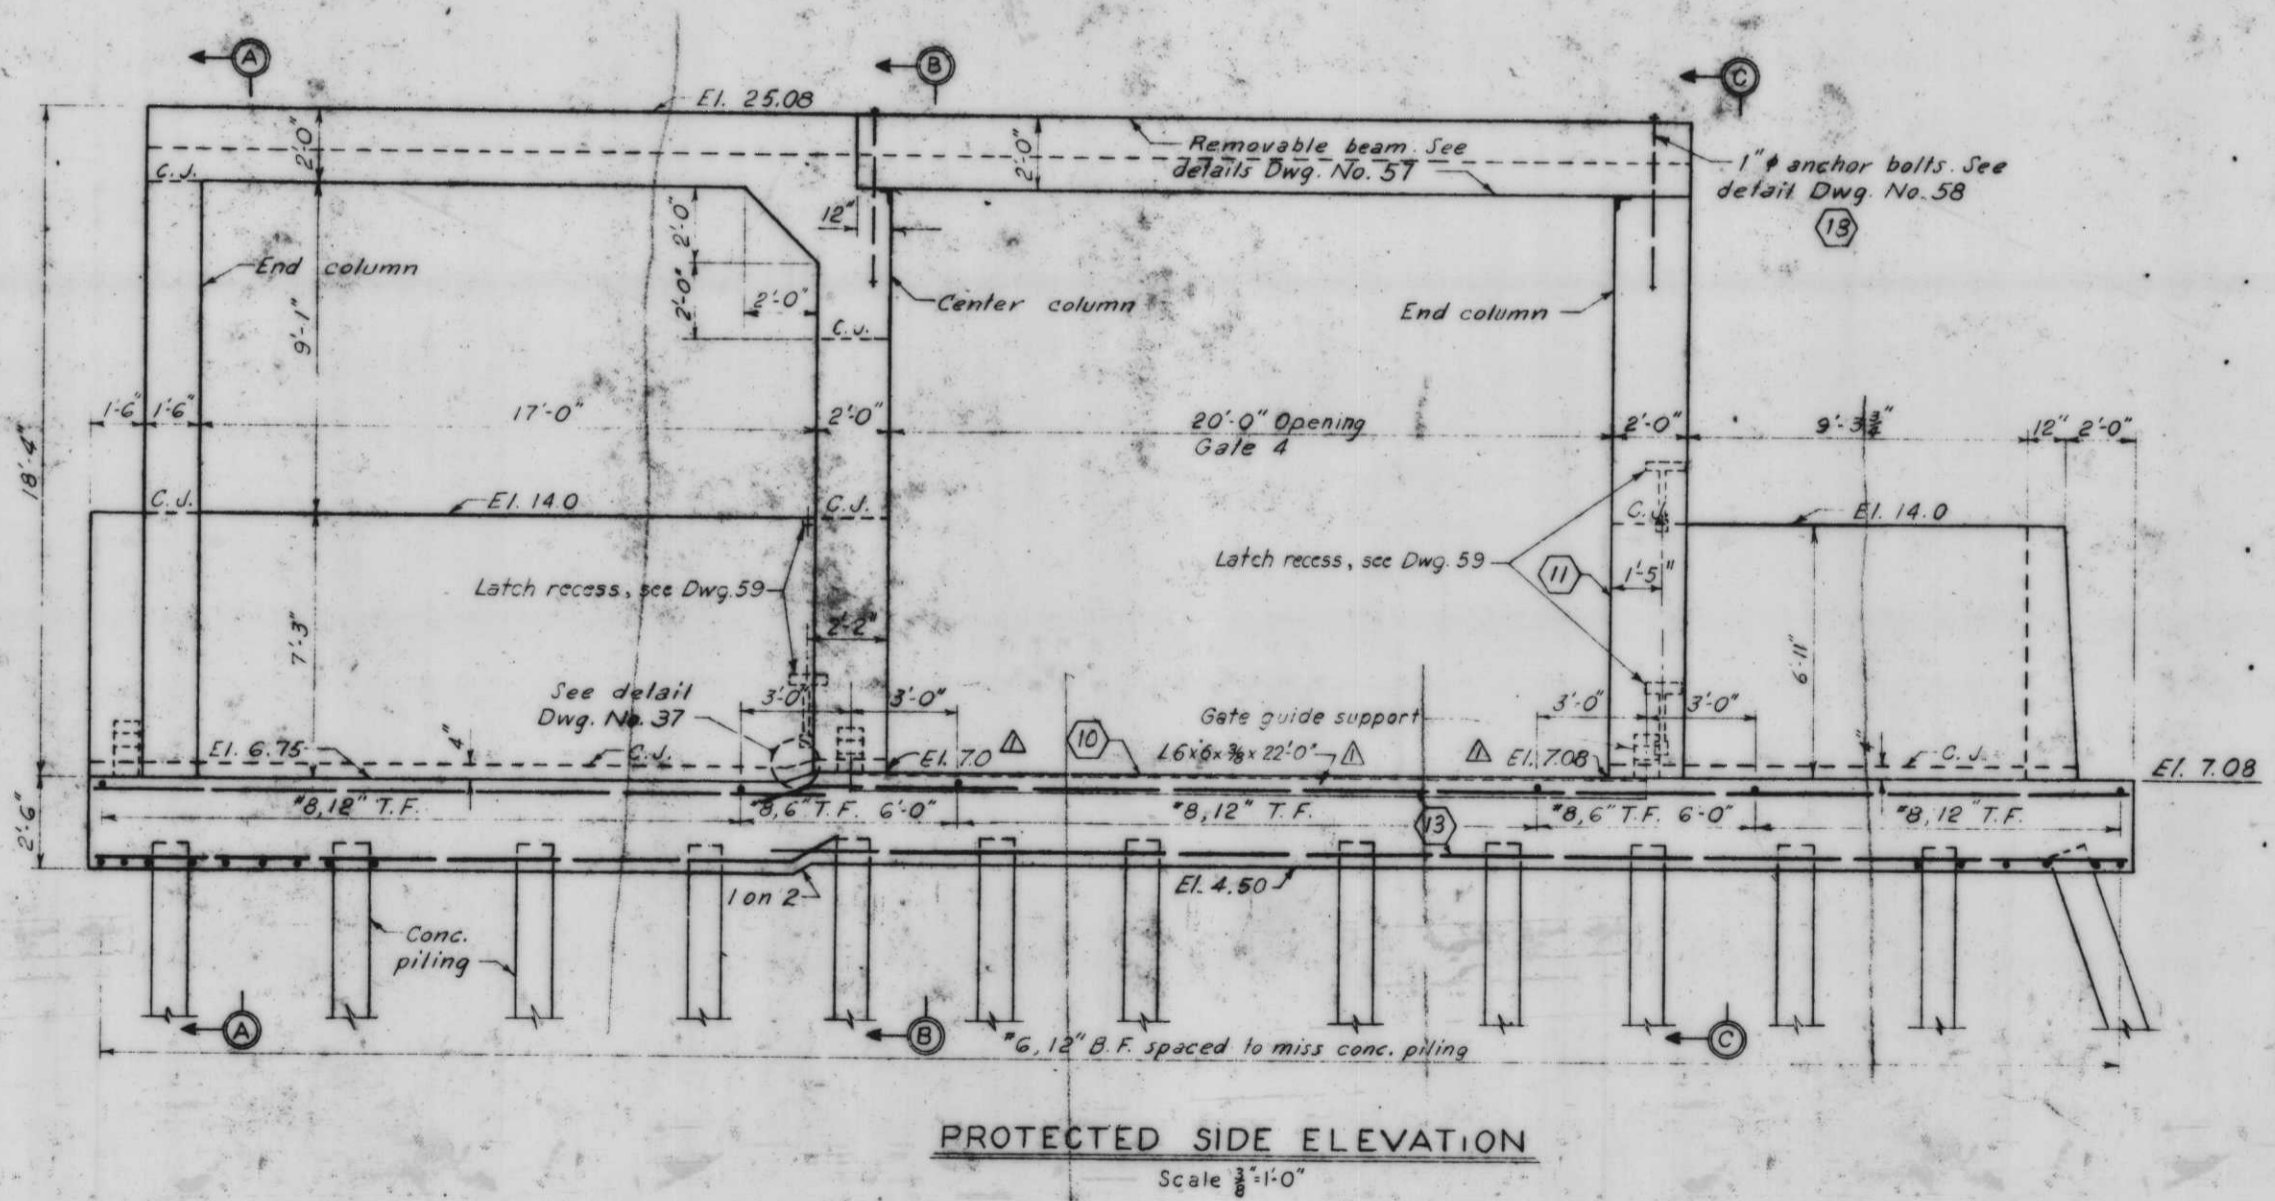 A
B
C
El. 25.08
2'-0"
2'-0"
Removable beam. See
details Dwg. No. 57
1" φ anchor bolts. See
detail Dwg. No. 58
C.J.
12"
2'-0"
End column
2'-0"
2'-0"
9'-1"
C.J.
Center column
End column
1'-6"
1'-6"
17'-0"
2'-0"
20'-0" Opening
Gate 4
2'-0"
9'-3 3/4"
12"
2'-0"
18'-4"
C.J.
El. 14.0
C.J.
C.J.
El. 14.0
Latch recess, see Dwg. 59
Latch recess, see Dwg. 59
11
1'-5"
7'-3"
2'-2"
6'-11"
See detail
Dwg. No. 37
3'-0"
3'-0"
Gate guide support
3'-0"
3'-0"
El. 6.75
4"
C.J.
El. 7.0
1
10
L6x6x3/8x22'-0"
1
1
El. 7.08
4"
C.J.
El. 7.08
2'-6"
#8,12" T.F.
#8,6" T.F. 6'-0"
#8,12" T.F.
13
#8,6" T.F. 6'-0"
#8,12" T.F.
1 on 2
El. 4.50
Conc.
piling
A
B
C
#6,12" B.F. spaced to miss conc. piling
PROTECTED SIDE ELEVATION
Scale 3/8"=1'-0"